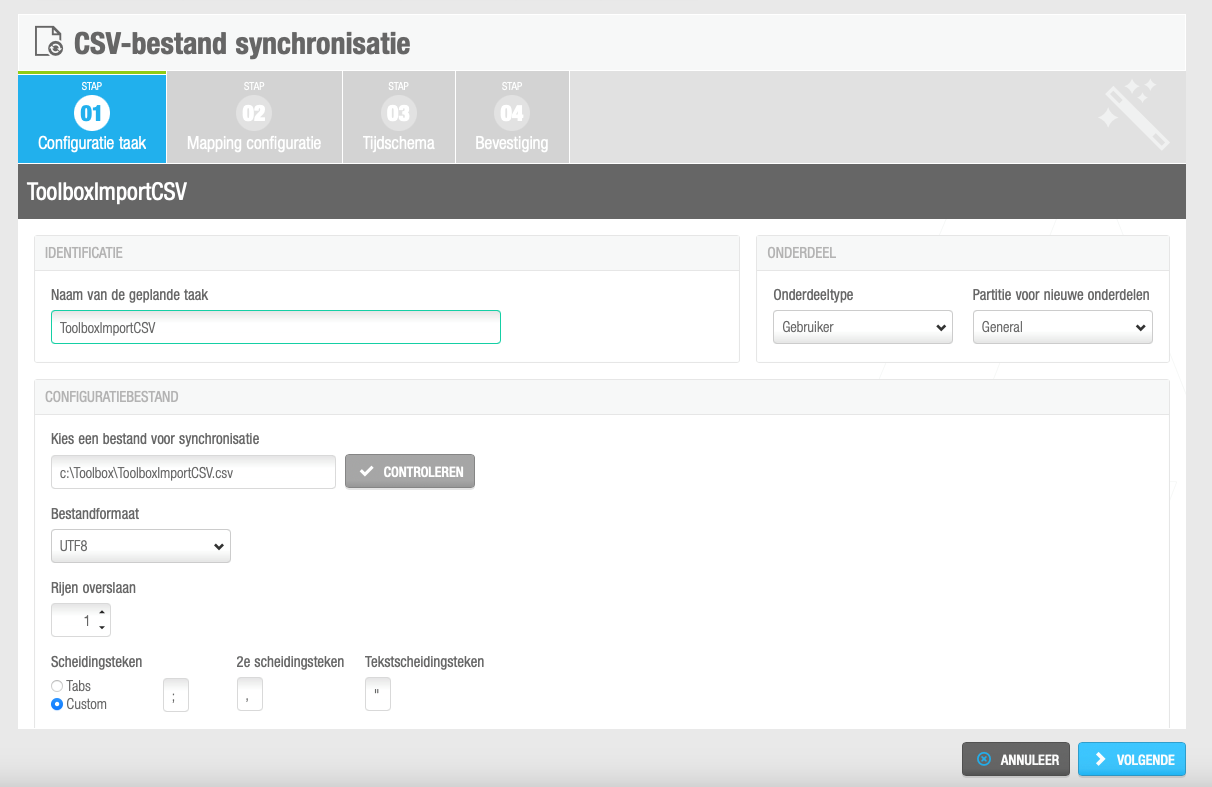 CSV-bestand synchronisatie
STAP
01
Configuratie taak
STAP
02
Mapping configuratie
STAP
03
Tijdschema
STAP
04
Bevestiging
ToolboxImportCSV
IDENTIFICATIE
Naam van de geplande taak
ToolboxImportCSV
ONDERDEEL
Onderdeeltype
Partitie voor nieuwe onderdelen
Gebruiker
General
CONFIGURATIEBESTAND
Kies een bestand voor synchronisatie
c:\Toolbox\ToolboxImportCSV.csv
CONTROLEREN
Bestandformaat
UTF8
Rijen overslaan
1
Scheidingsteken
2e scheidingsteken
Tekstscheidingsteken
Tabs
Custom
;
,
"
ANNULEER
VOLGENDE